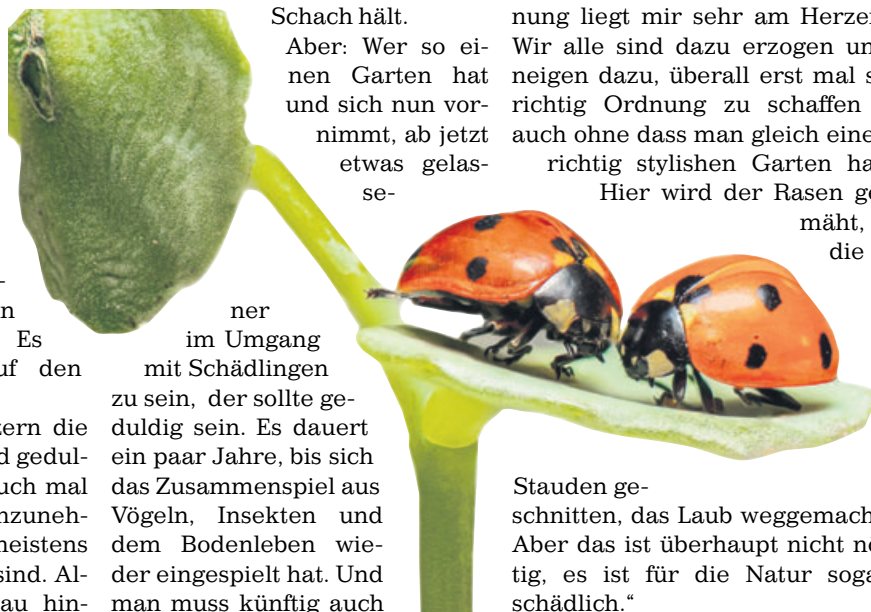 Es
den
die
gedul-
mal
meistens
sind. Al-
hin-
Schach hält.
Aber: Wer so ei-
nen Garten hat
und sich nun vor-
nimmt, ab jetzt
etwas gelas-
se-
ner
im Umgang
mit Schädlingen
zu sein, der sollte ge-
duldig sein. Es dauert
ein paar Jahre, bis sich
das Zusammenspiel aus
Vögeln, Insekten und
dem Bodenleben wie-
der eingespielt hat. Und
man muss künftig auch
nung liegt mir sehr am Herzen
Wir alle sind dazu erzogen un
neigen dazu, überall erst mal s
richtig Ordnung zu schaffen
auch ohne dass man gleich eine
richtig stylishen Garten ha
Hier wird der Rasen ge
mäht,
die
Stauden ge-
schnitten, das Laub weggemach
Aber das ist überhaupt nicht nö
tig, es ist für die Natur soga
schädlich.“